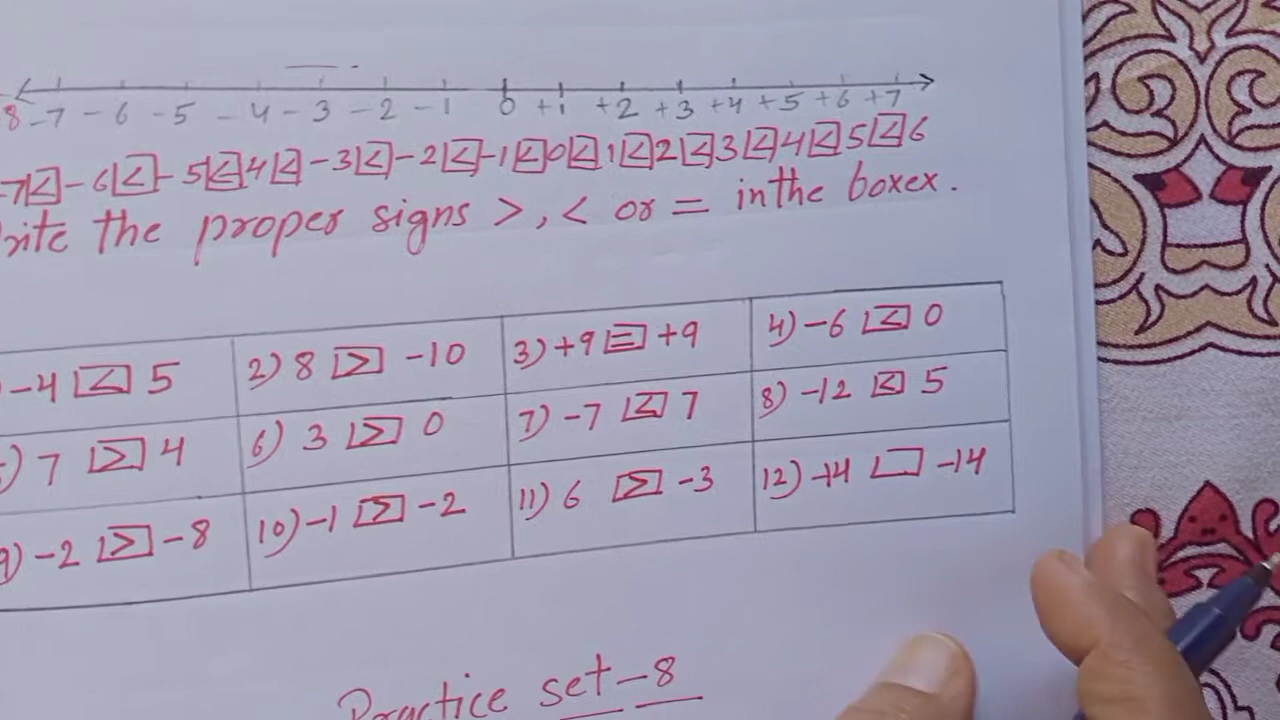 8 -7 -6 -5 -4 -3 -2 -1 0 +1 +2 +3 +4 +5 +6 +7
-7 < -6 < -5 < 4 < -3 < -2 < -1 < 0 < 1 < 2 < 3 < 4 < 5 < 6
rite the proper signs >, < or = in the boxex.
) -4 < 5 2) 8 > -10 3) +9 = +9 4) -6 < 0
5) 7 > 4 6) 3 > 0 7) -7 < 7 8) -12 < 5
9) -2 > -8 10) -1 > -2 11) 6 > -3 12) -14 □ -14
Practice set-8